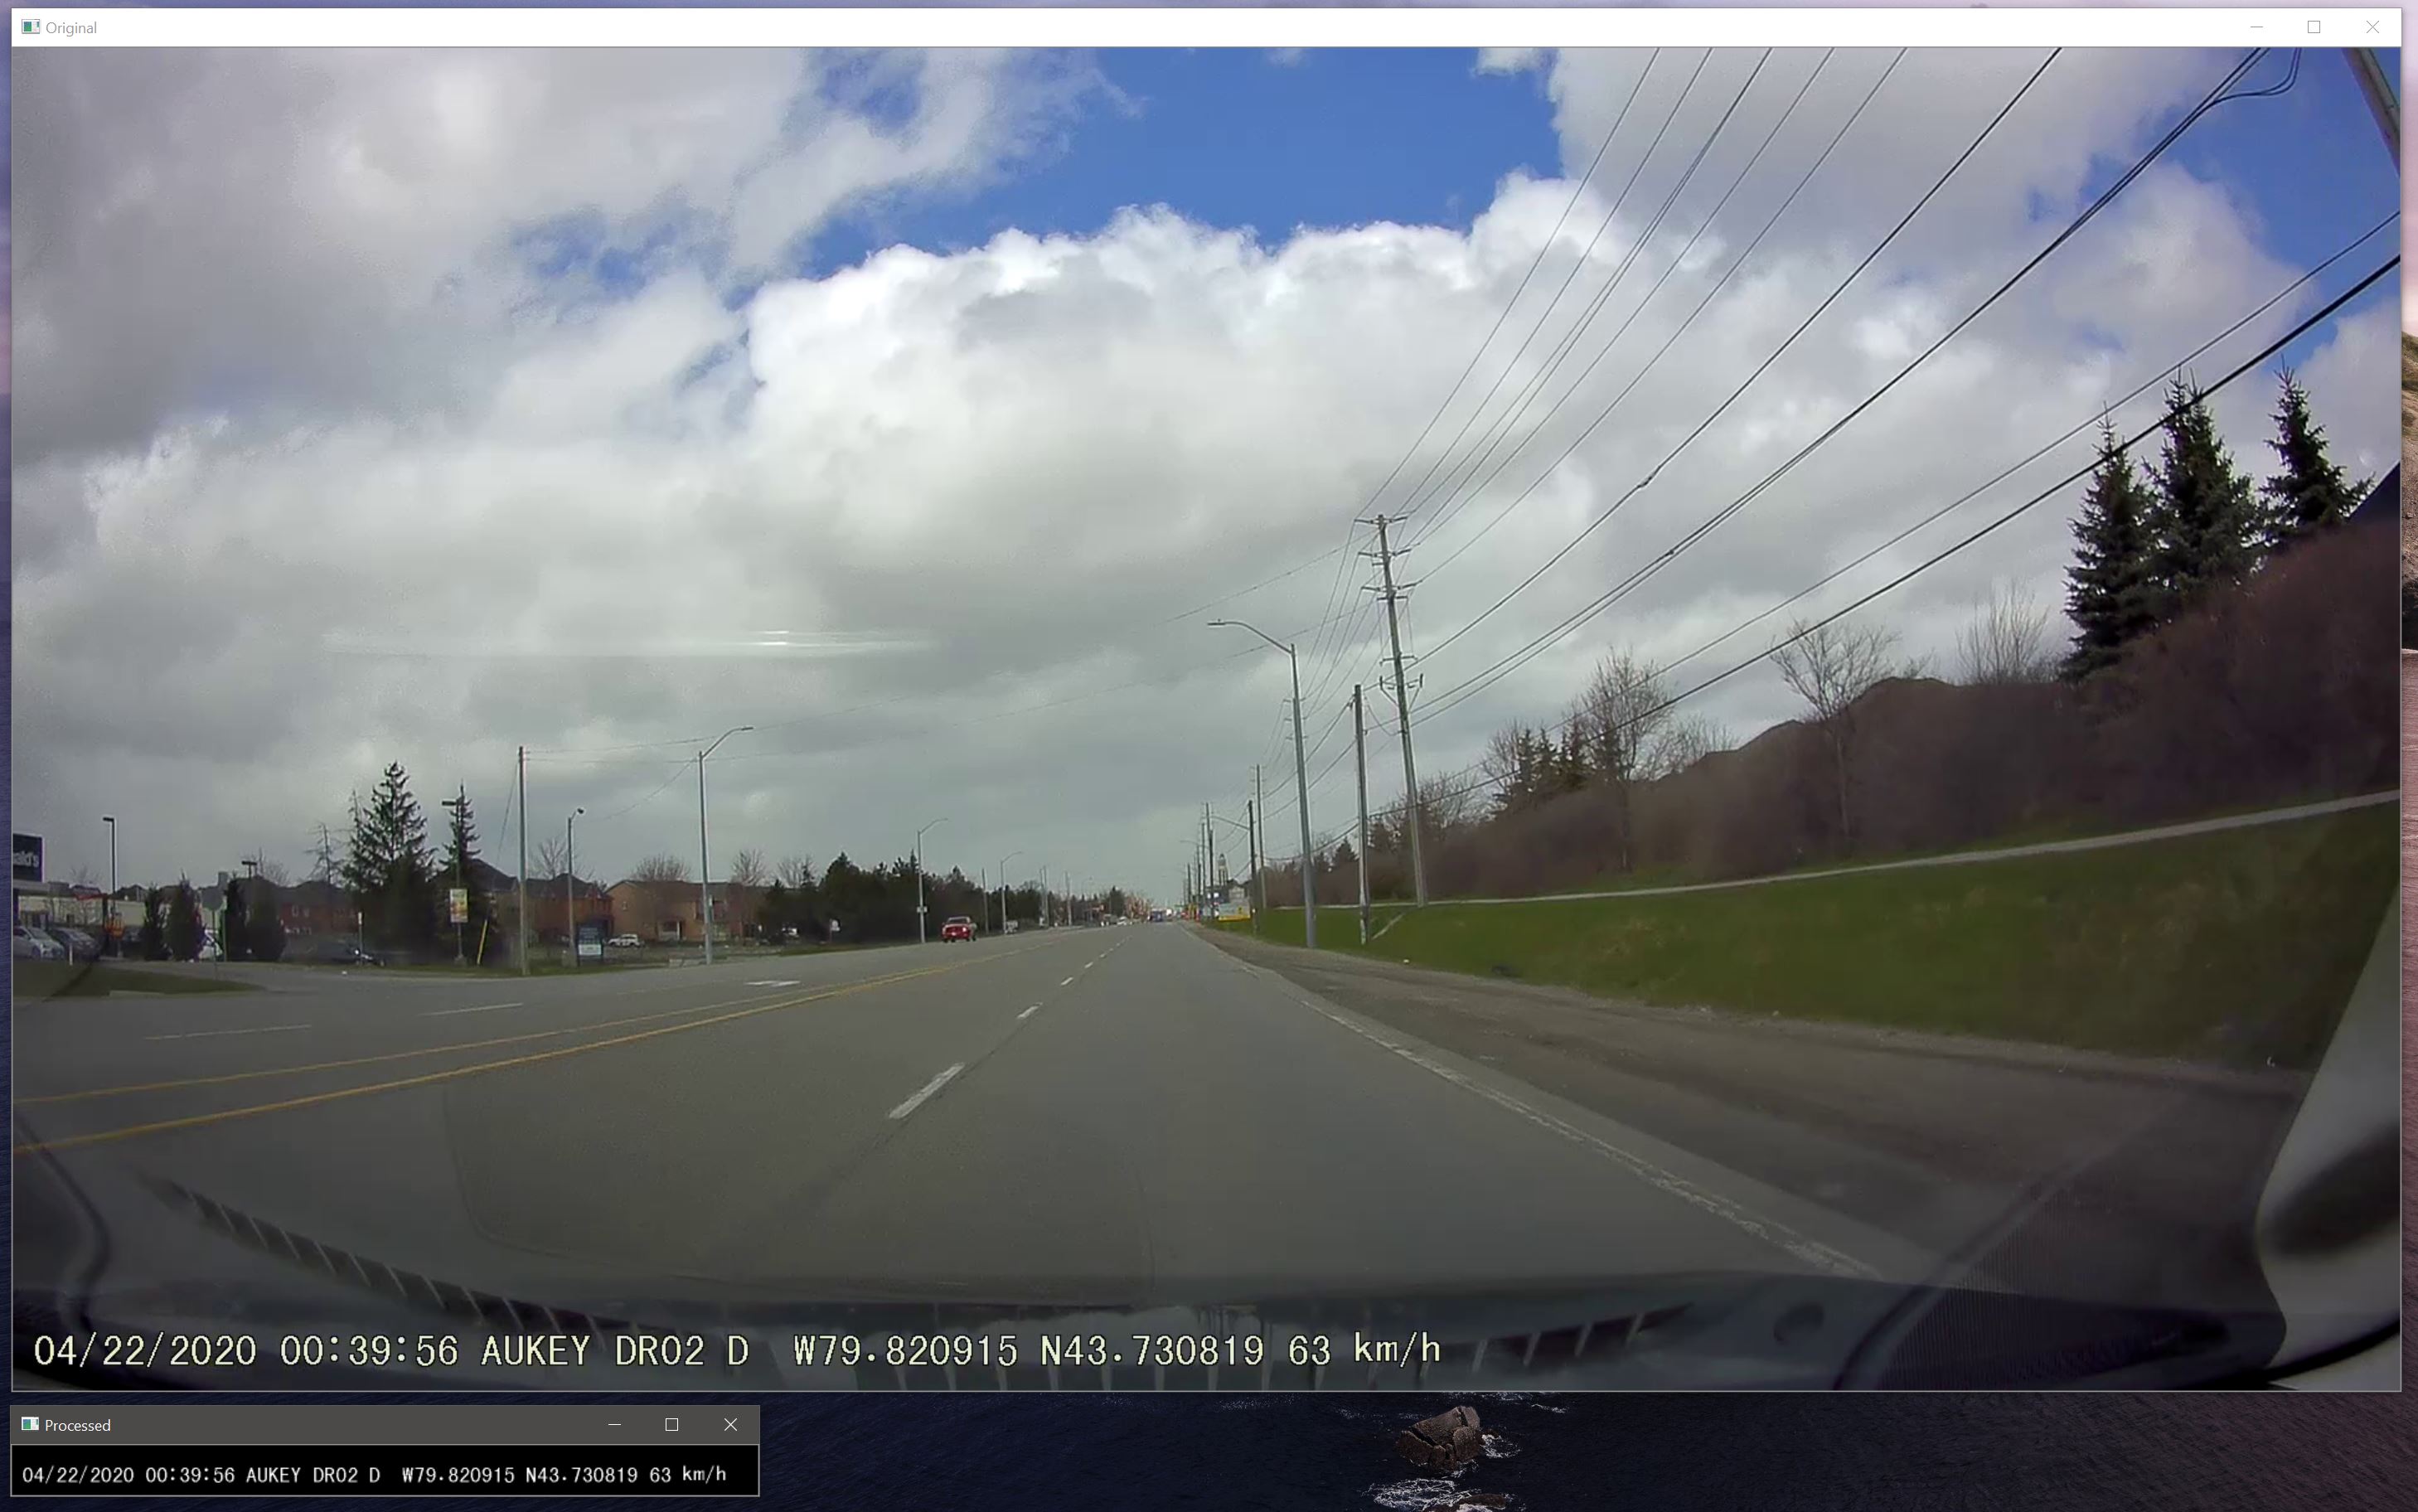 Original
ald's
04/22/2020 00:39:56 AUKEY DR02 D W79.820915 N43.730819 63 km/h
Processed
04/22/2020 00:39:56 AUKEY DR02 D W79.820915 N43.730819 63 km/h